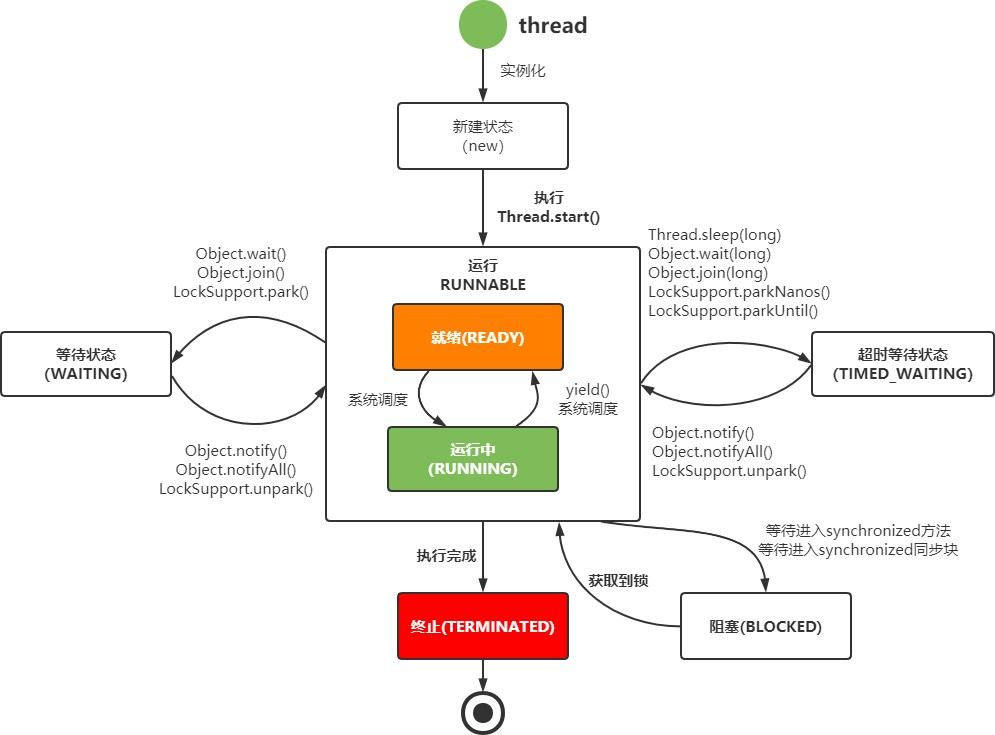 thread
实例化
新建状态
（new）
执行
Thread.start()
Object.wait()
Object.join()
LockSupport.park()
运行
RUNNABLE
Thread.sleep(long)
Object.wait(long)
Object.join(long)
LockSupport.parkNanos()
LockSupport.parkUntil()
就绪(READY)
等待状态
(WAITING)
超时等待状态
(TIMED_WAITING)
系统调度
yield()
系统调度
运行中
(RUNNING)
Object.notify()
Object.notifyAll()
LockSupport.unpark()
Object.notify()
Object.notifyAll()
LockSupport.unpark()
执行完成
等待进入synchronized方法
等待进入synchronized同步块
获取到锁
终止(TERMINATED)
阻塞(BLOCKED)